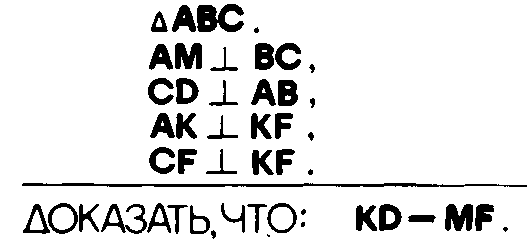 △ABC.
AM ⊥ BC,
CD ⊥ AB,
AK ⊥ KF,
CF ⊥ KF.
ДОКАЗАТЬ, ЧТО: KD — MF.